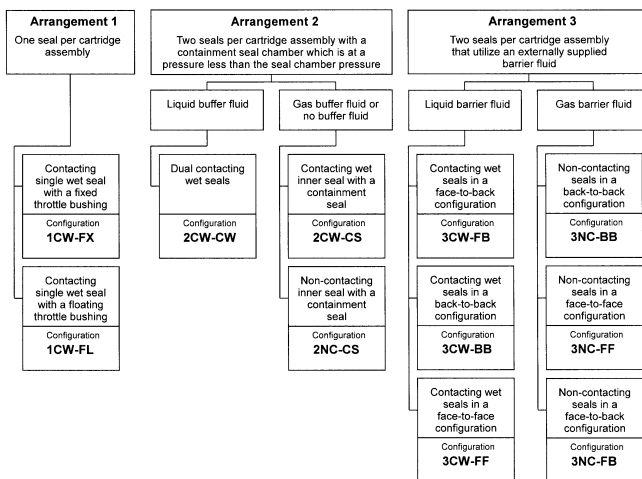 Arrangement 1
One seal per cartridge
assembly
Contacting
single wet seal
with a fixed
throttle bushing
Configuration
1CW-FX
Contacting
single wet seal
with a floating
throttle bushing
Configuration
1CW-FL
Arrangement 2
Two seals per cartridge assembly with a
containment seal chamber which is at a
pressure less than the seal chamber pressure
Liquid buffer fluid
Dual contacting
wet seals
Configuration
2CW-CW
Gas buffer fluid or
no buffer fluid
Contacting wet
inner seal with a
containment
seal
Configuration
2CW-CS
Non-contacting
inner seal with a
containment
seal
Configuration
2NC-CS
Arrangement 3
Two seals per cartridge assembly
that utilize an externally supplied
barrier fluid
Liquid barrier fluid
Contacting wet
seals in a
face-to-back
configuration
Configuration
3CW-FB
Contacting wet
seals in a
back-to-back
configuration
Configuration
3CW-BB
Contacting wet
seals in a
face-to-face
configuration
Configuration
3CW-FF
Gas barrier fluid
Non-contacting
seals in a
back-to-back
configuration
Configuration
3NC-BB
Non-contacting
seals in a
face-to-face
configuration
Configuration
3NC-FF
Non-contacting
seals in a
face-to-back
configuration
Configuration
3NC-FB